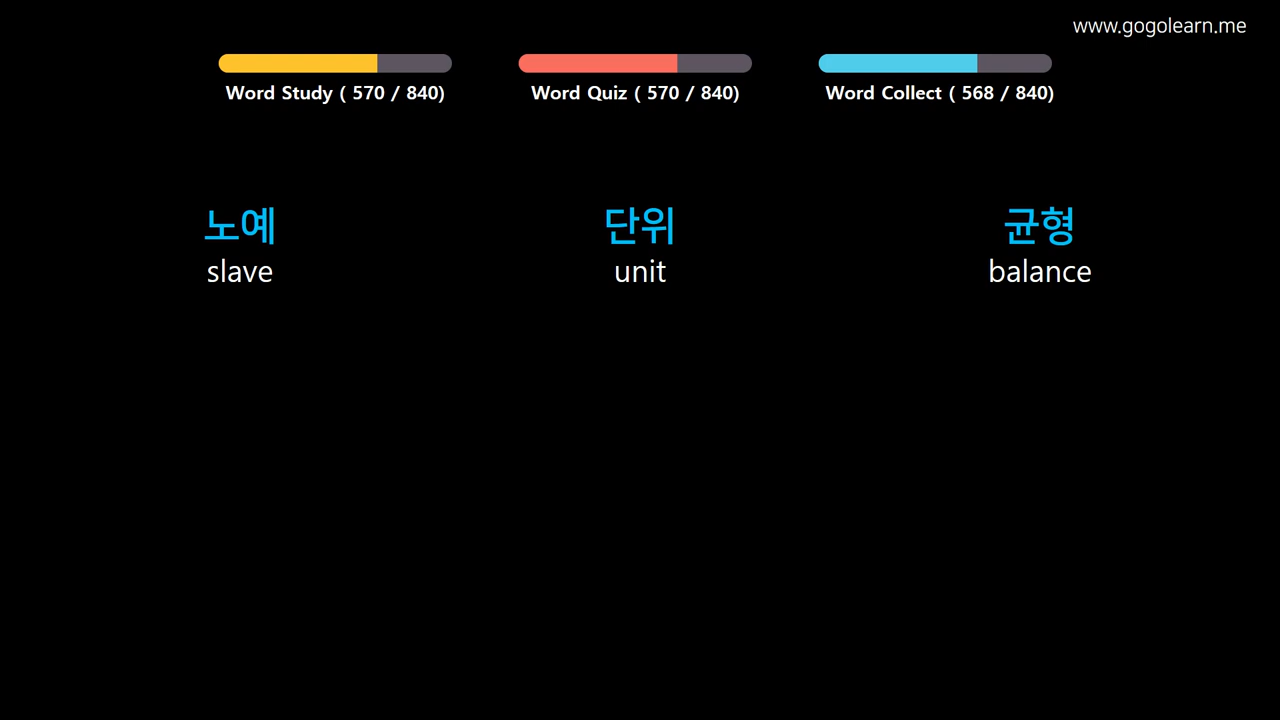 www.gogolearn.me
Word Study ( 570 / 840)
Word Quiz ( 570 / 840)
Word Collect ( 568 / 840)
노예
slave
단위
unit
균형
balance